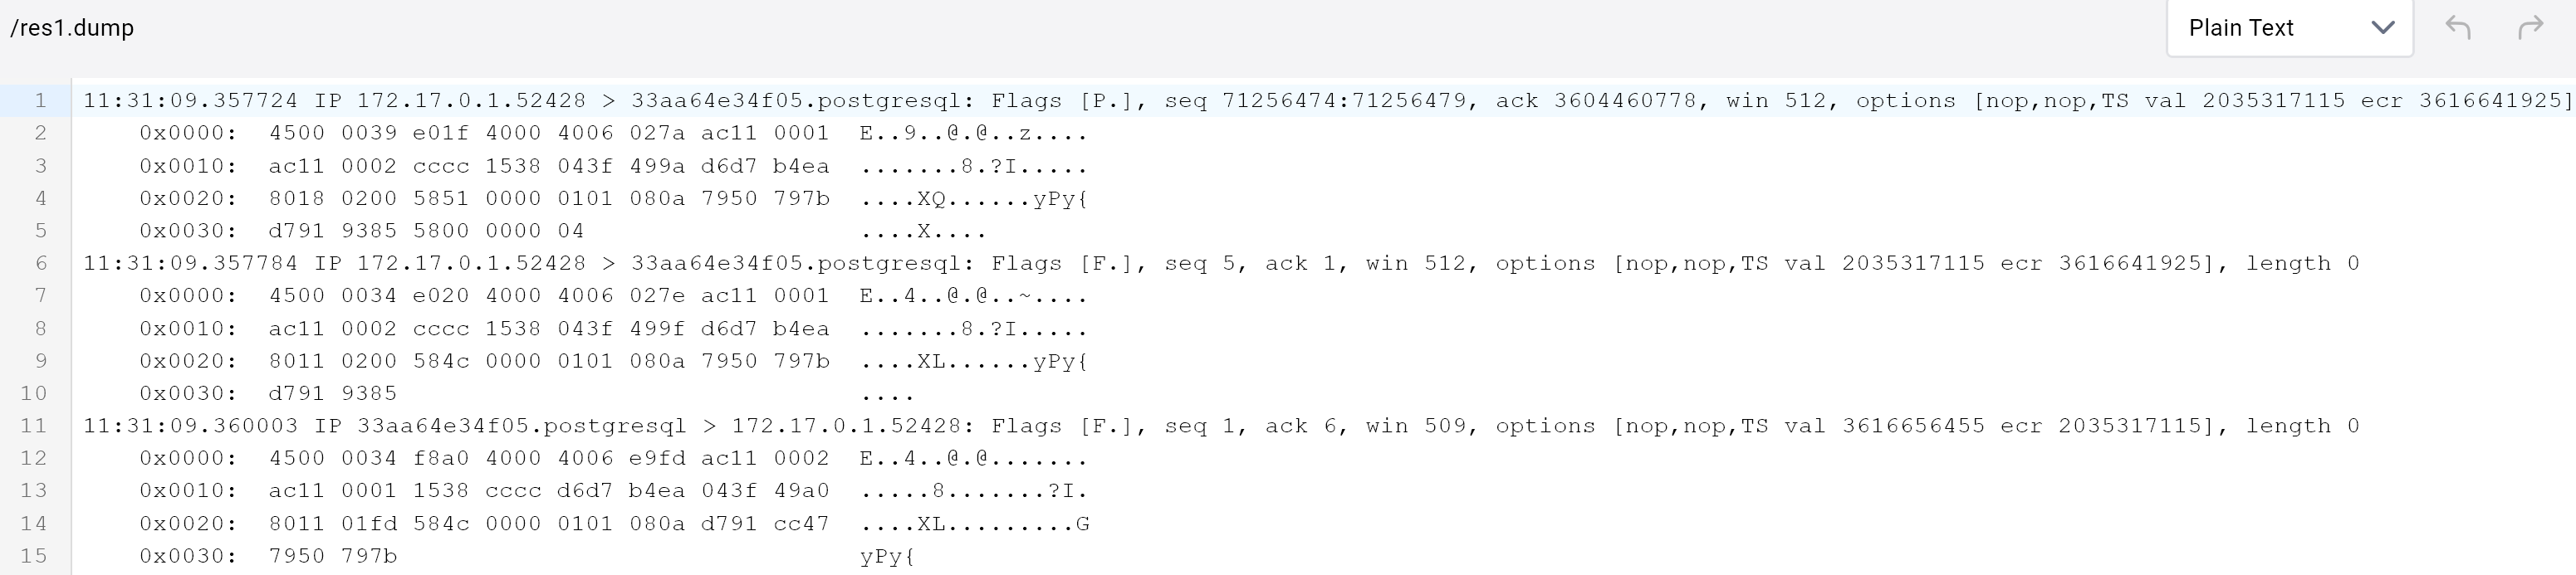 /res1.dump
Plain Text
1 11:31:09.357724 IP 172.17.0.1.52428 > 33aa64e34f05.postgresql: Flags [P.], seq 71256474:71256479, ack 3604460778, win 512, options [nop,nop,TS val 2035317115 ecr 3616641925]
2 0x0000: 4500 0039 e01f 4000 4006 027a ac11 0001 E..9..@.@..z....
3 0x0010: ac11 0002 cccc 1538 043f 499a d6d7 b4ea .......8.?I.....
4 0x0020: 8018 0200 5851 0000 0101 080a 7950 797b ....XQ......yPy{
5 0x0030: d791 9385 5800 0000 04 ....X....
6 11:31:09.357784 IP 172.17.0.1.52428 > 33aa64e34f05.postgresql: Flags [F.], seq 5, ack 1, win 512, options [nop,nop,TS val 2035317115 ecr 3616641925], length 0
7 0x0000: 4500 0034 e020 4000 4006 027e ac11 0001 E..4..@.@..~....
8 0x0010: ac11 0002 cccc 1538 043f 499f d6d7 b4ea .......8.?I.....
9 0x0020: 8011 0200 584c 0000 0101 080a 7950 797b ....XL......yPy{
10 0x0030: d791 9385 ....
11 11:31:09.360003 IP 33aa64e34f05.postgresql > 172.17.0.1.52428: Flags [F.], seq 1, ack 6, win 509, options [nop,nop,TS val 3616656455 ecr 2035317115], length 0
12 0x0000: 4500 0034 f8a0 4000 4006 e9fd ac11 0002 E..4..@.@.......
13 0x0010: ac11 0001 1538 cccc d6d7 b4ea 043f 49a0 .....8.......?I.
14 0x0020: 8011 01fd 584c 0000 0101 080a d791 cc47 ....XL.........G
15 0x0030: 7950 797b yPy{